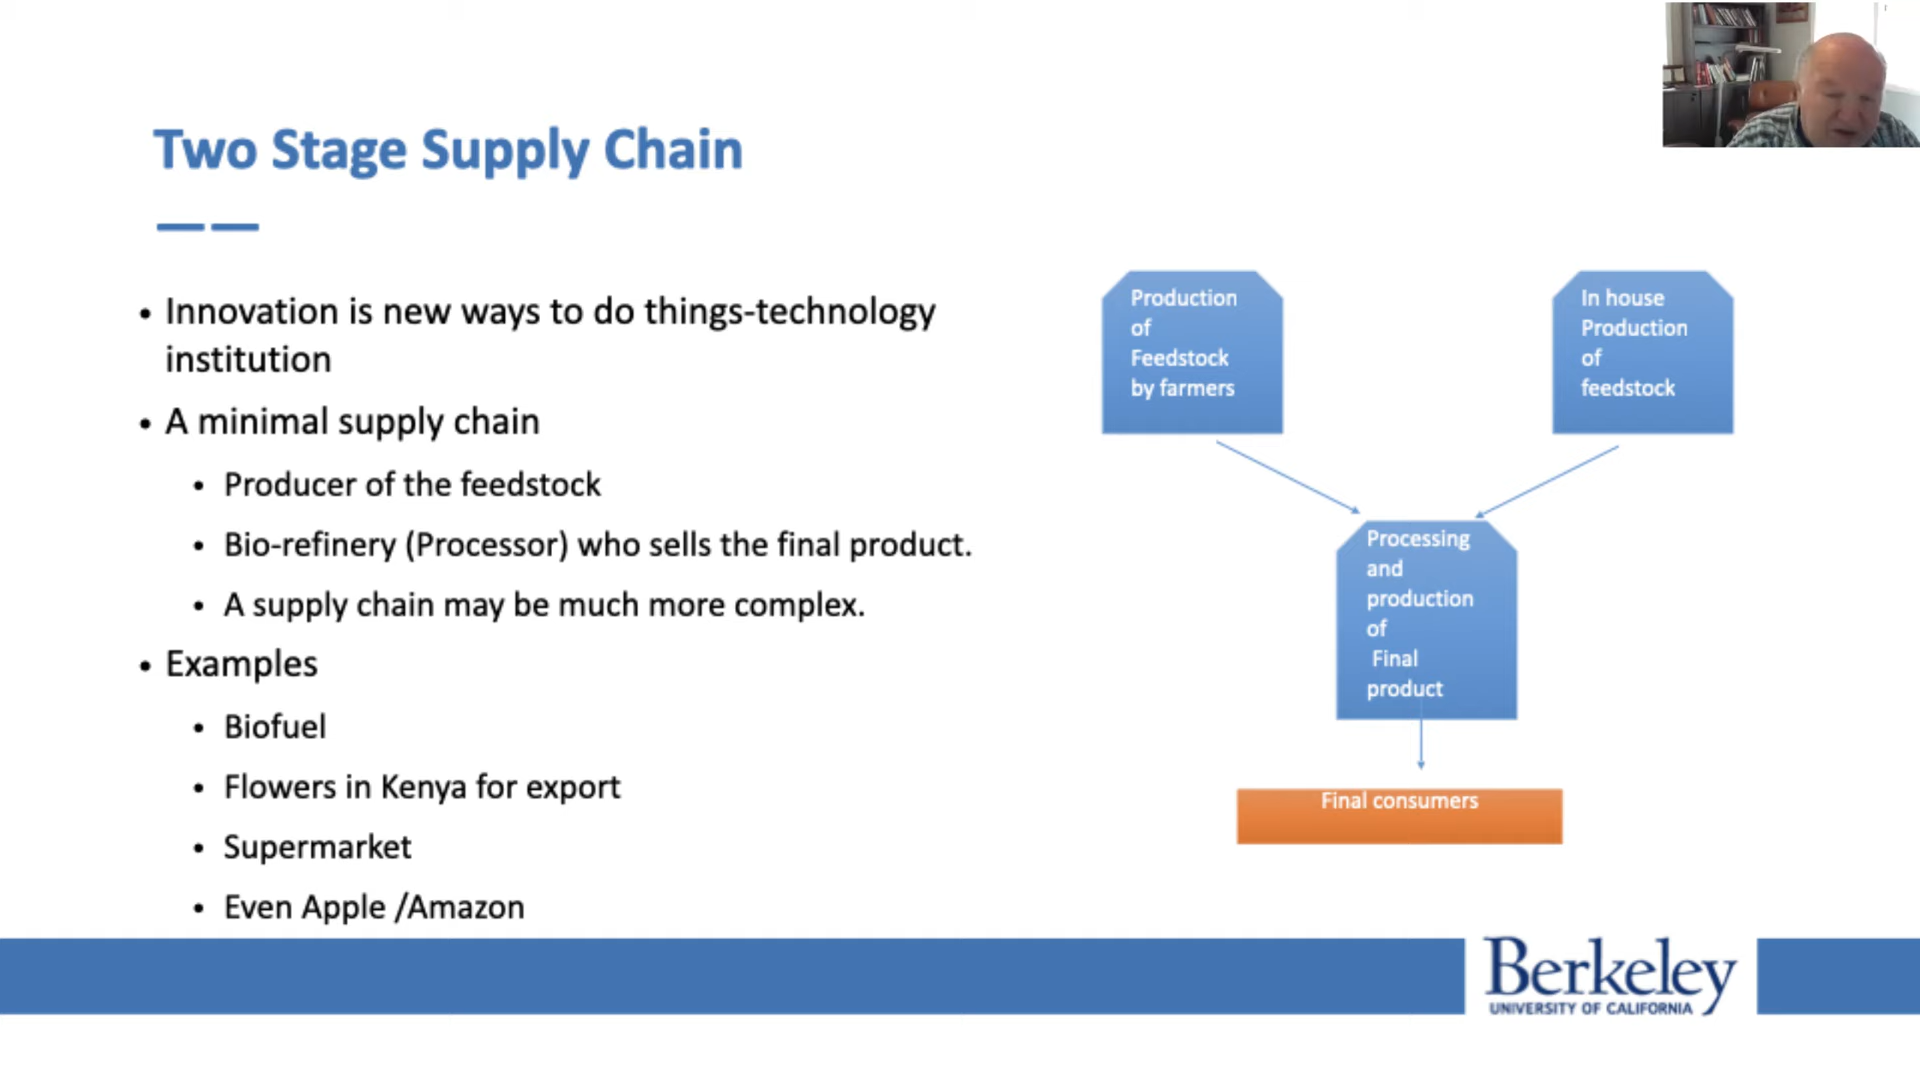 Two Stage Supply Chain
• Innovation is new ways to do things-technology
institution
• A minimal supply chain
• Producer of the feedstock
• Bio-refinery (Processor) who sells the final product.
• A supply chain may be much more complex.
• Examples
• Biofuel
• Flowers in Kenya for export
• Supermarket
• Even Apple /Amazon
Production
of
Feedstock
by farmers
In house
Production
of
feedstock
Processing
and
production
of
Final
product
Final consumers
Berkeley
UNIVERSITY OF CALIFORNIA